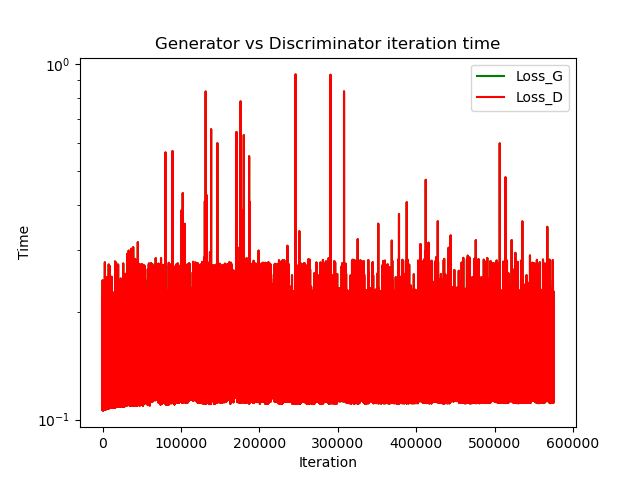 Generator vs Discriminator iteration time
10⁰
Loss_G
Loss_D
Time
10⁻¹
0 100000 200000 300000 400000 500000 600000
Iteration